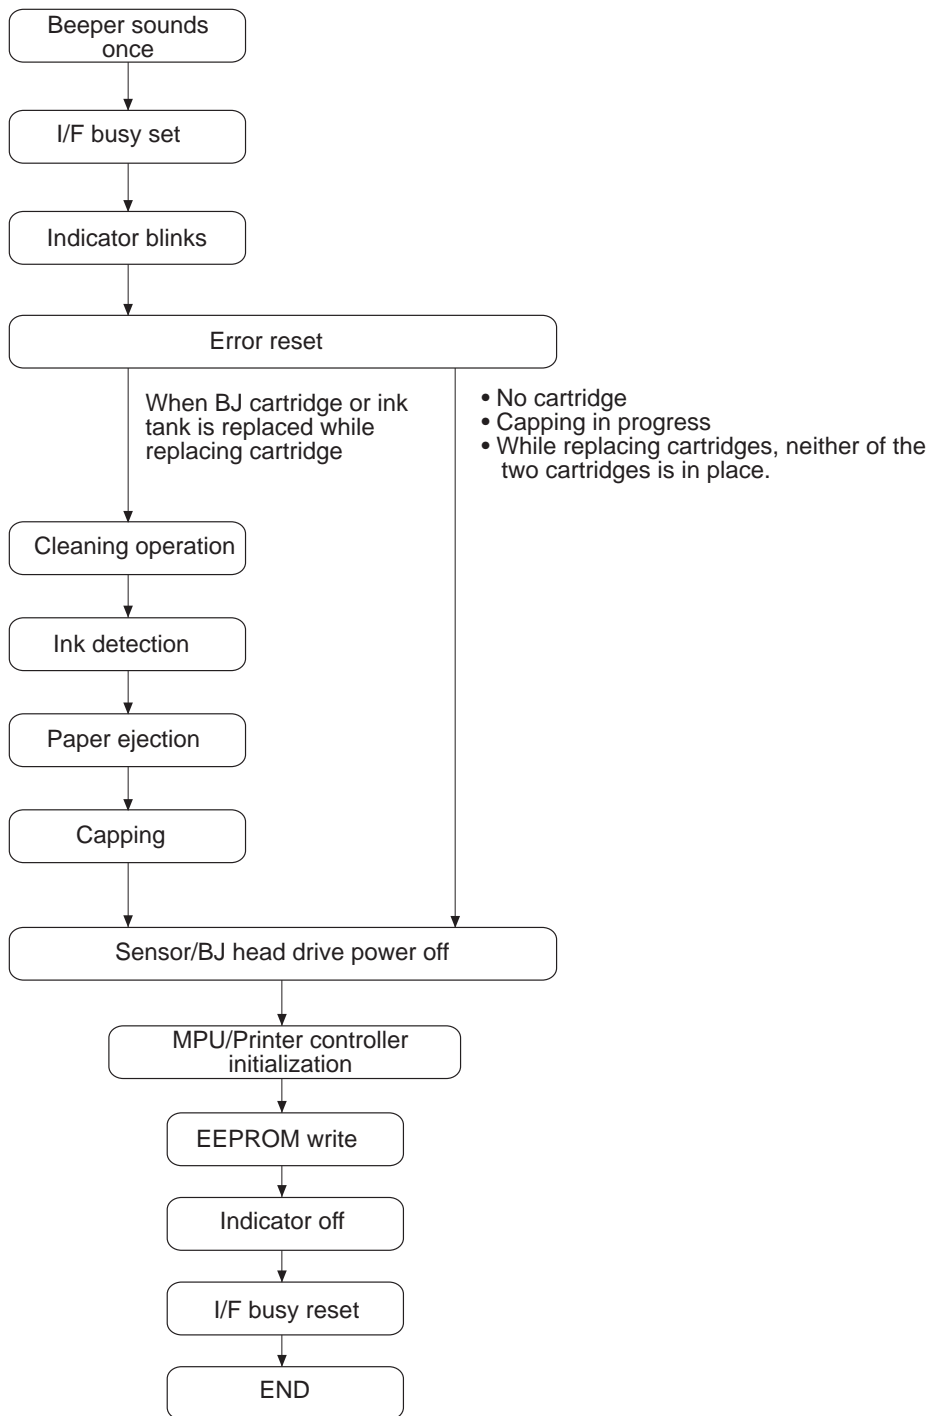 Beeper sounds
once
I/F busy set
Indicator blinks
Error reset
When BJ cartridge or ink
tank is replaced while
replacing cartridge
• No cartridge
• Capping in progress
• While replacing cartridges, neither of the
two cartridges is in place.
Cleaning operation
Ink detection
Paper ejection
Capping
Sensor/BJ head drive power off
MPU/Printer controller
initialization
EEPROM write
Indicator off
I/F busy reset
END